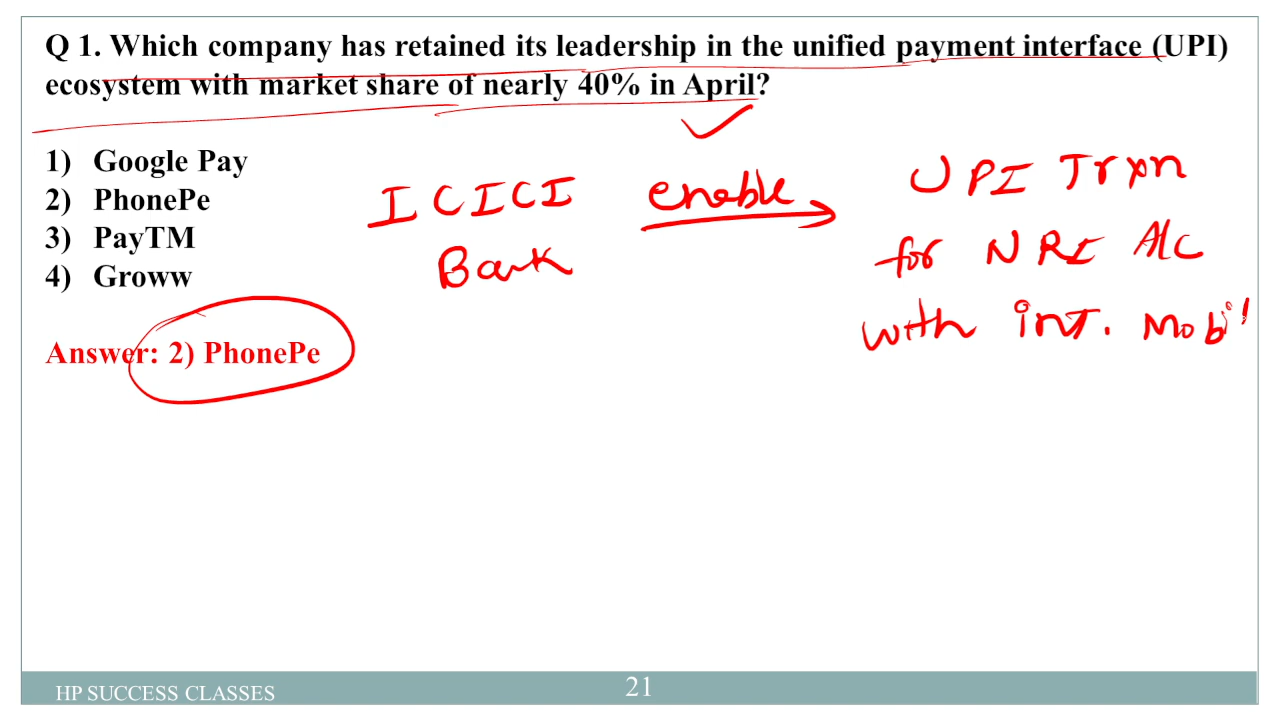 Q 1. Which company has retained its leadership in the unified payment interface (UPI)
ecosystem with market share of nearly 40% in April?
1) Google Pay
2) PhonePe
3) PayTM
4) Groww
Answer: 2) PhonePe
ICICI enable UPI Trxn
Bank for NRI A/C
with int. Mobil
HP SUCCESS CLASSES 21